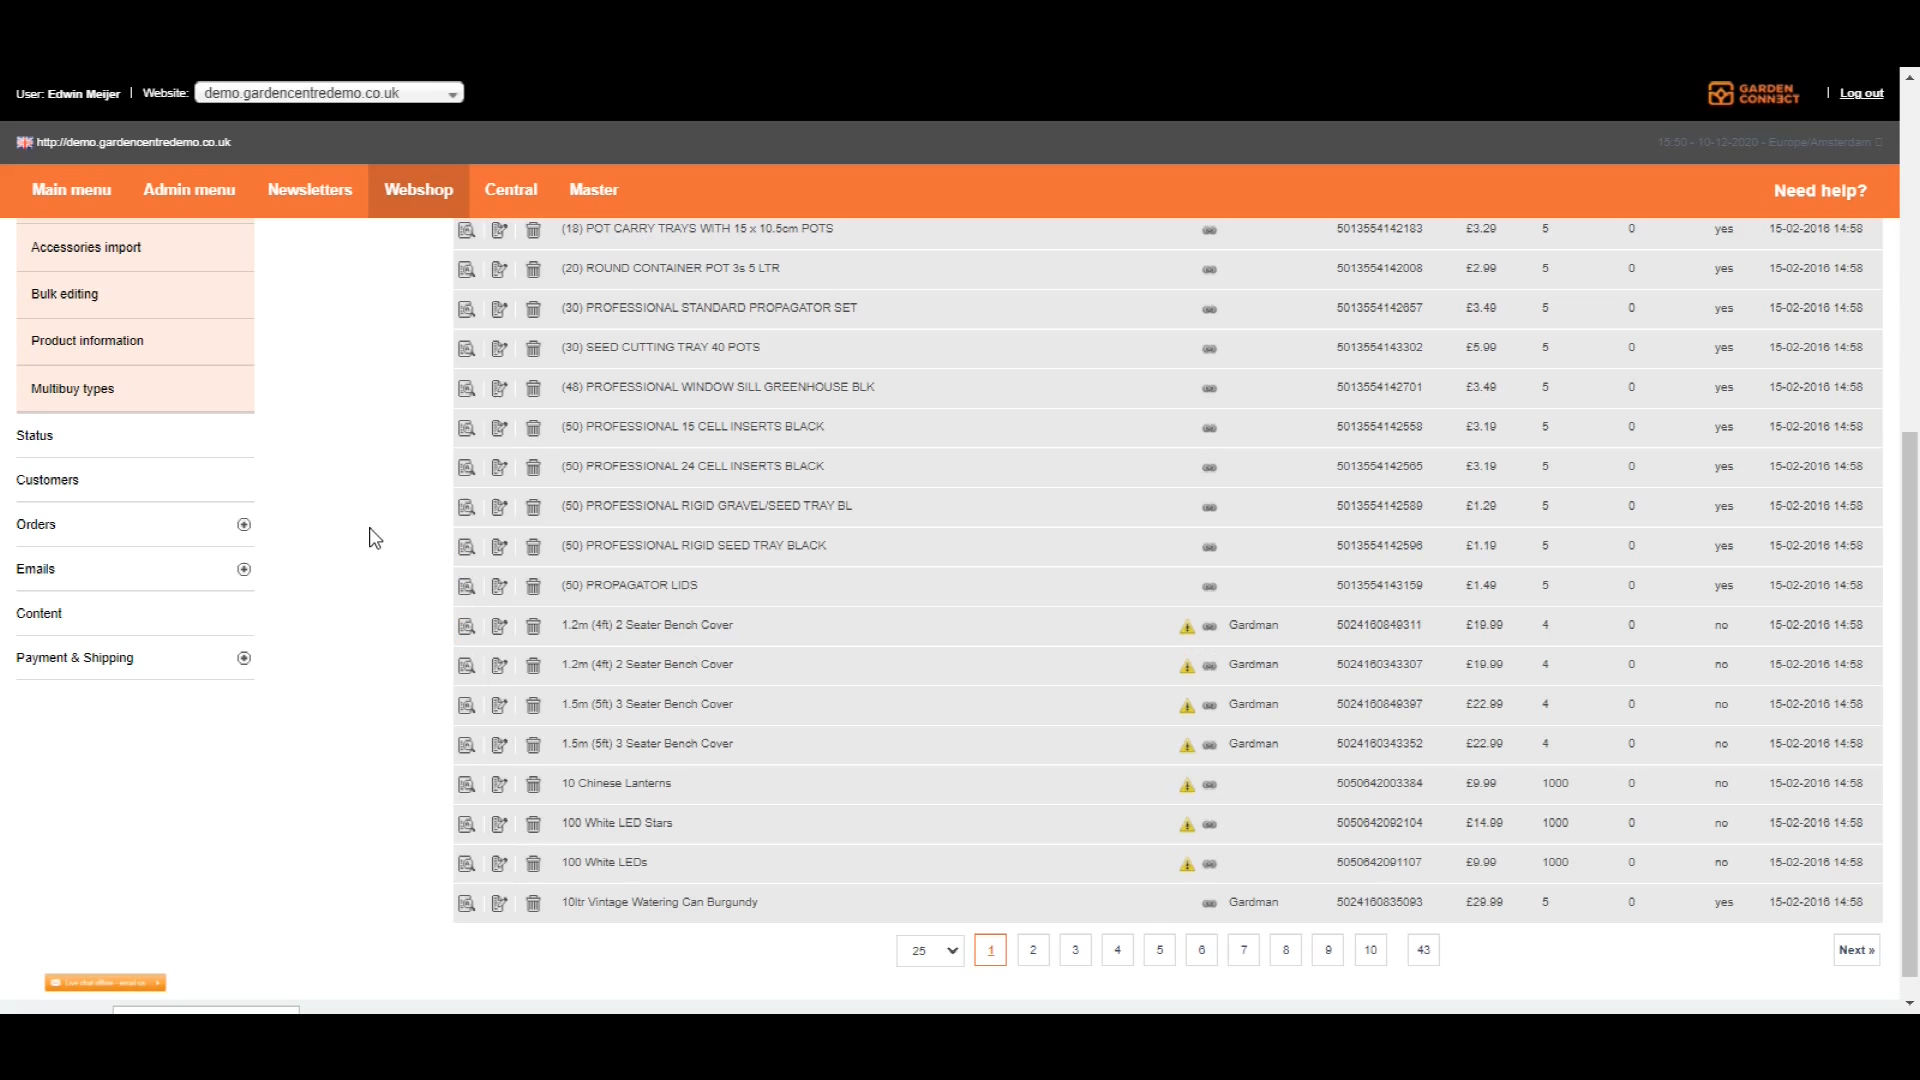 User: Edwin Meijer | Website: demo.gardencentredemo.co.uk
GARDEN CONNECT | Log out
http://demo.gardencentredemo.co.uk
15:50 - 10-12-2020 - Europe/Amsterdam
Main menu Admin menu Newsletters Webshop Central Master Need help?
Accessories import
Bulk editing
Product information
Multibuy types
Status
Customers
Orders
Emails
Content
Payment & Shipping
(18) POT CARRY TRAYS WITH 15 x 10.5cm POTS 5013554142183 £3.29 5 0 yes 15-02-2016 14:58
(20) ROUND CONTAINER POT 3s 5 LTR 5013554142008 £2.99 5 0 yes 15-02-2016 14:58
(30) PROFESSIONAL STANDARD PROPAGATOR SET 5013554142657 £3.49 5 0 yes 15-02-2016 14:58
(30) SEED CUTTING TRAY 40 POTS 5013554143302 £5.99 5 0 yes 15-02-2016 14:58
(48) PROFESSIONAL WINDOW SILL GREENHOUSE BLK 5013554142701 £3.49 5 0 yes 15-02-2016 14:58
(50) PROFESSIONAL 15 CELL INSERTS BLACK 5013554142558 £3.19 5 0 yes 15-02-2016 14:58
(50) PROFESSIONAL 24 CELL INSERTS BLACK 5013554142565 £3.19 5 0 yes 15-02-2016 14:58
(50) PROFESSIONAL RIGID GRAVEL/SEED TRAY BL 5013554142589 £1.29 5 0 yes 15-02-2016 14:58
(50) PROFESSIONAL RIGID SEED TRAY BLACK 5013554142596 £1.19 5 0 yes 15-02-2016 14:58
(50) PROPAGATOR LIDS 5013554143159 £1.49 5 0 yes 15-02-2016 14:58
1.2m (4ft) 2 Seater Bench Cover Gardman 5024160849311 £19.99 4 0 no 15-02-2016 14:58
1.2m (4ft) 2 Seater Bench Cover Gardman 5024160343307 £19.99 4 0 no 15-02-2016 14:58
1.5m (5ft) 3 Seater Bench Cover Gardman 5024160849397 £22.99 4 0 no 15-02-2016 14:58
1.5m (5ft) 3 Seater Bench Cover Gardman 5024160343352 £22.99 4 0 no 15-02-2016 14:58
10 Chinese Lanterns 5050642003384 £9.99 1000 0 no 15-02-2016 14:58
100 White LED Stars 5050642092104 £14.99 1000 0 no 15-02-2016 14:58
100 White LEDs 5050642091107 £9.99 1000 0 no 15-02-2016 14:58
10ltr Vintage Watering Can Burgundy Gardman 5024160835093 £29.99 5 0 yes 15-02-2016 14:58
25 1 2 3 4 5 6 7 8 9 10 43 Next »
Live chat offline - email us